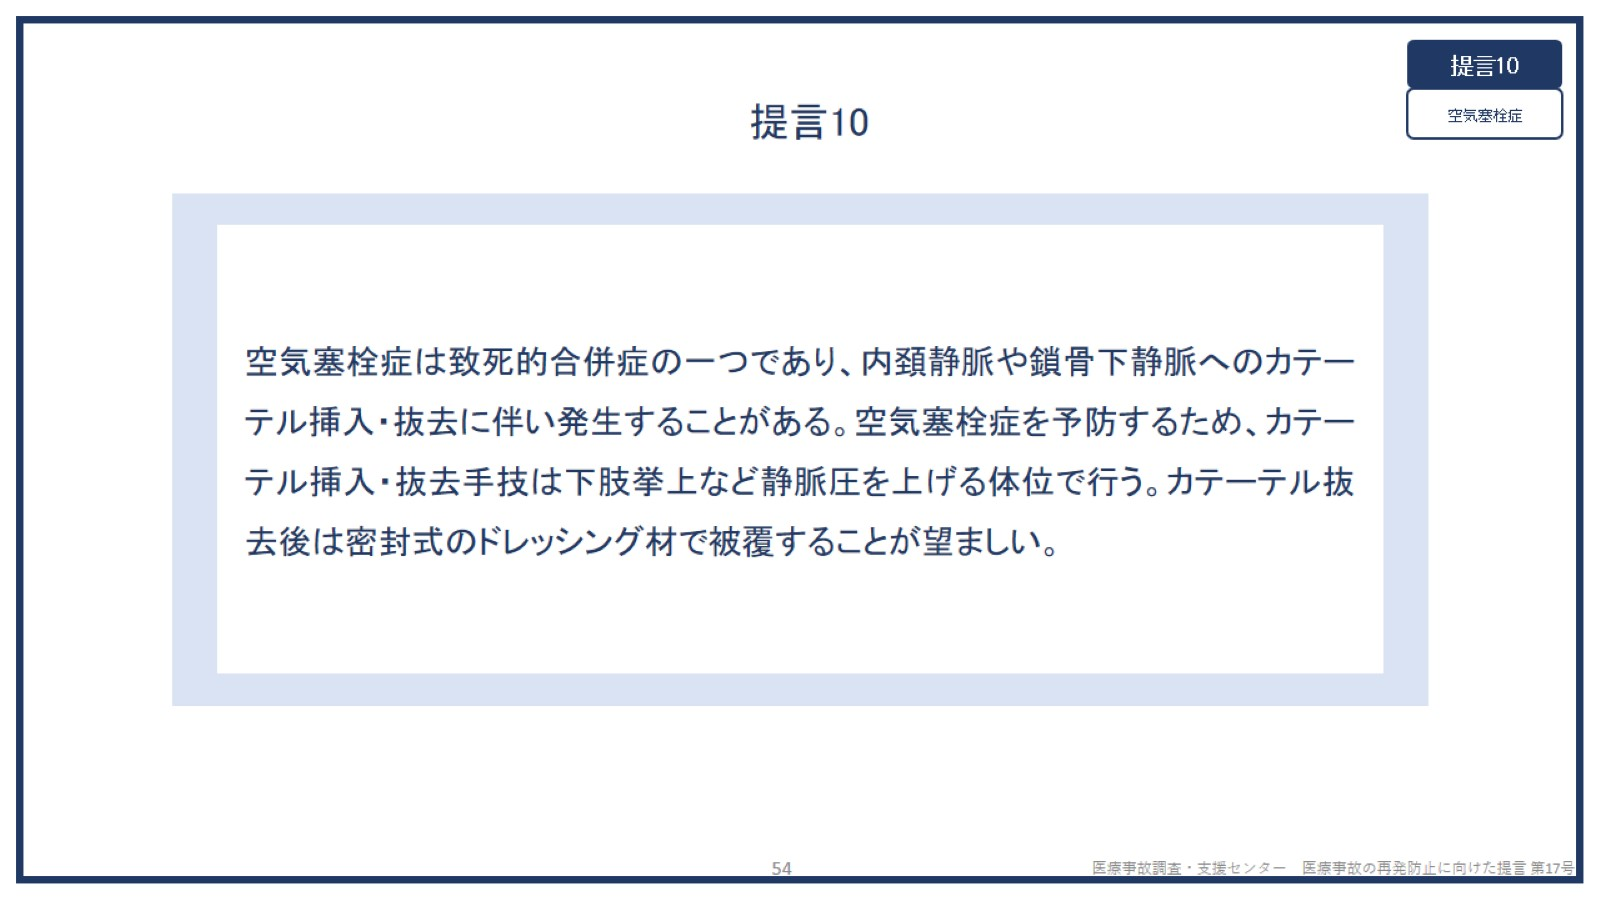 提言10
空気塞栓症
提言10
空気塞栓症は致死的合併症の一つであり、内頚静脈や鎖骨下静脈へのカテー
テル挿入・抜去に伴い発生することがある。空気塞栓症を予防するため、カテー
テル挿入・抜去手技は下肢挙上など静脈圧を上げる体位で行う。カテーテル抜
去後は密封式のドレッシング材で被覆することが望ましい。
54
医療事故調査・支援センター　医療事故の再発防止に向けた提言 第17号